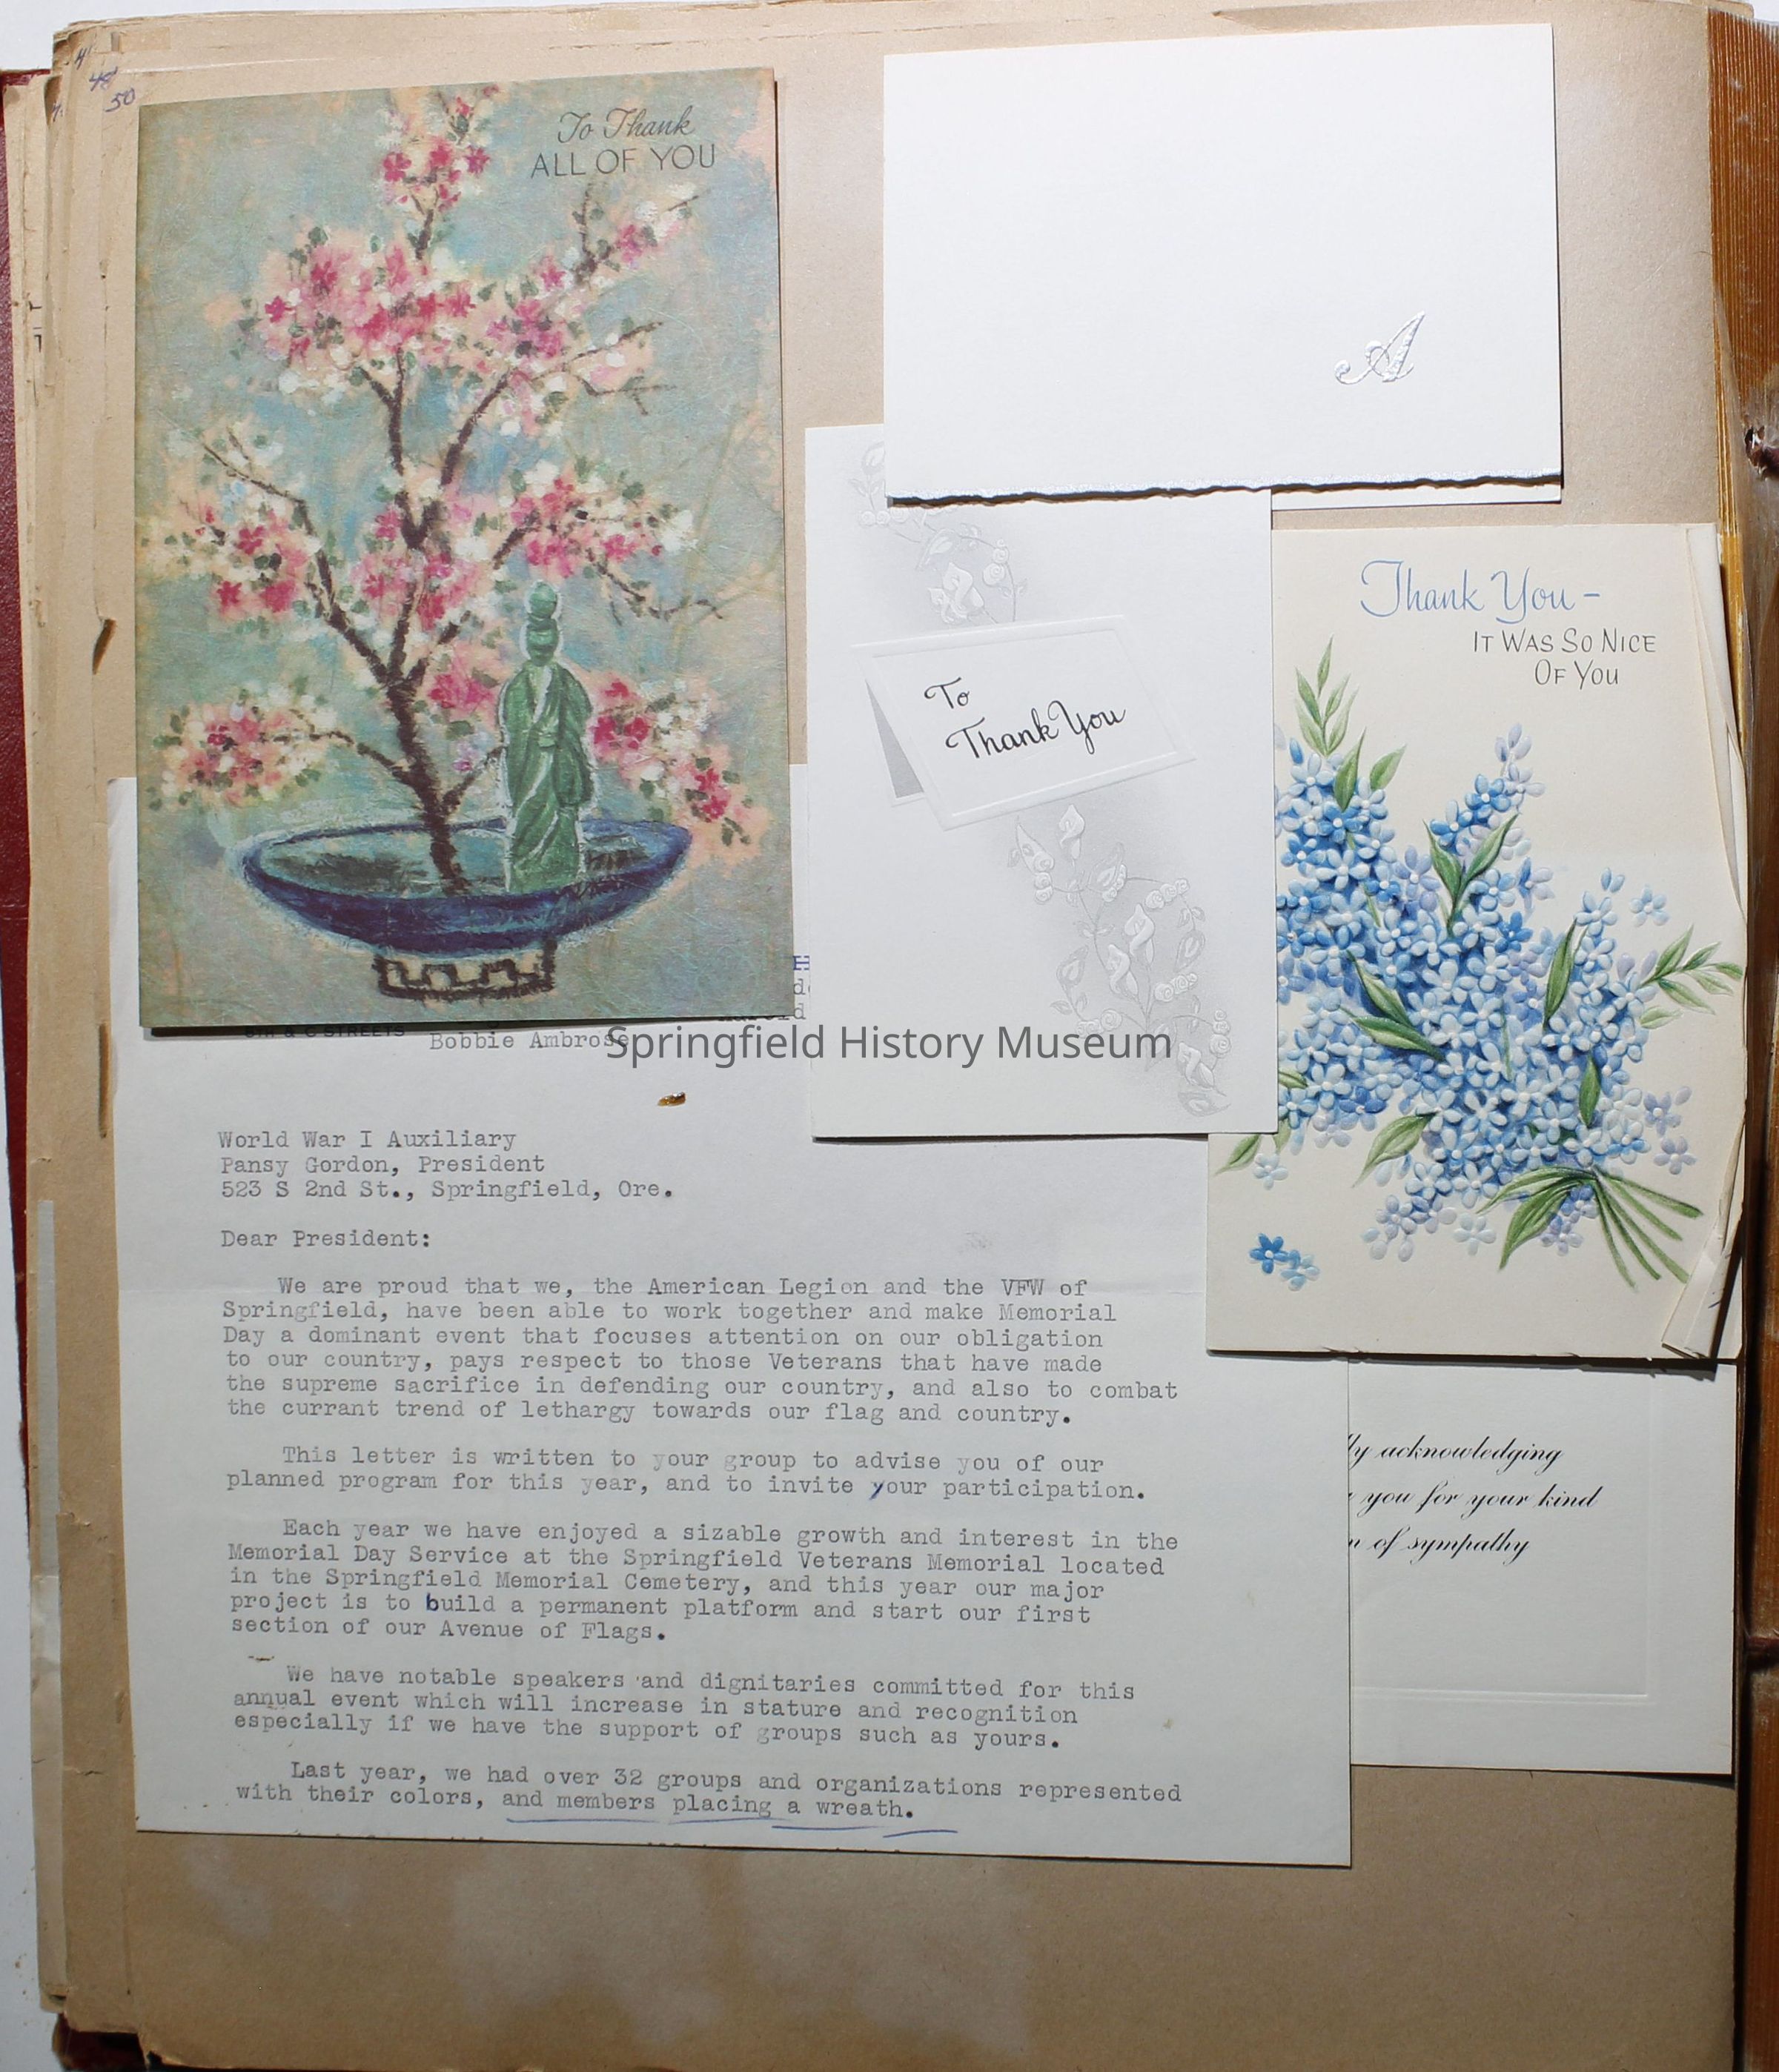 48
50
To Thank
ALL OF YOU
A
To
Thank You
Thank You-
IT WAS SO NICE
OF YOU
& C STREETS
Bobbie Ambrose
Springfield History Museum
World War I Auxiliary
Pansy Gordon, President
523 S 2nd St., Springfield, Ore.
Dear President:
We are proud that we, the American Legion and the VFW of
Springfield, have been able to work together and make Memorial
Day a dominant event that focuses attention on our obligation
to our country, pays respect to those Veterans that have made
the supreme sacrifice in defending our country, and also to combat
the currant trend of lethargy towards our flag and country.
This letter is written to your group to advise you of our
planned program for this year, and to invite your participation.
Each year we have enjoyed a sizable growth and interest in the
Memorial Day Service at the Springfield Veterans Memorial located
in the Springfield Memorial Cemetery, and this year our major
project is to build a permanent platform and start our first
section of our Avenue of Flags.
We have notable speakers and dignitaries committed for this
annual event which will increase in stature and recognition
especially if we have the support of groups such as yours.
Last year, we had over 32 groups and organizations represented
with their colors, and members placing a wreath.
ly acknowledging
you for your kind
of sympathy